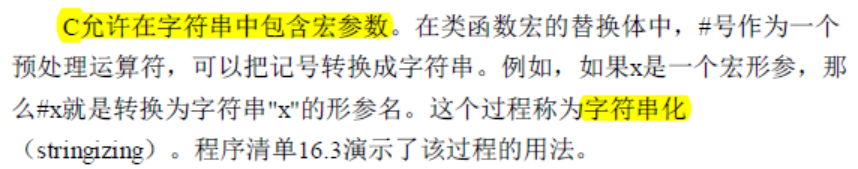 C允许在字符串中包含宏参数。在类函数宏的替换体中，#号作为一个
预处理运算符，可以把记号转换成字符串。例如，如果x是一个宏形参，那
么#x就是转换为字符串"x"的形参名。这个过程称为字符串化
（stringizing）。程序清单16.3演示了该过程的用法。